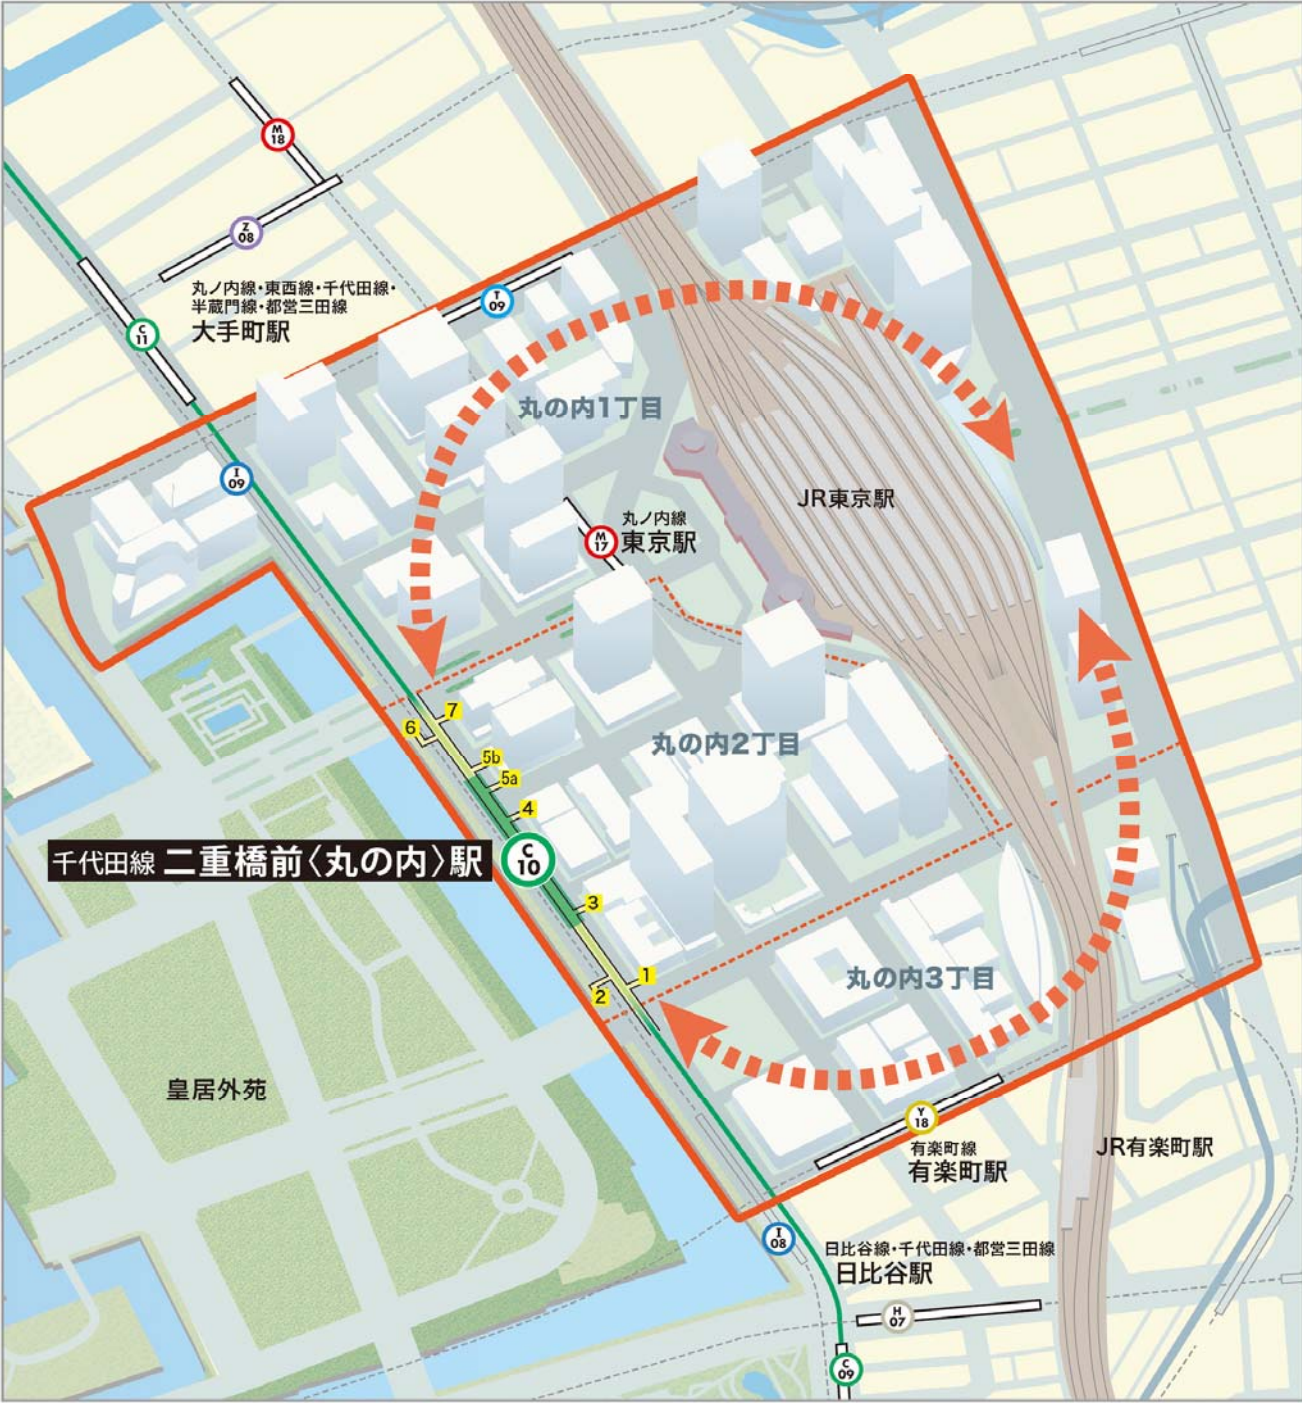 M
18
Z
08
丸ノ内線・東西線・千代田線・
半蔵門線・都営三田線
大手町駅
C
11
T
09
I
09
丸の内1丁目
JR東京駅
丸ノ内線
東京駅
M
17
7
6
5b
5a
4
丸の内2丁目
千代田線 二重橋前〈丸の内〉駅
C
10
3
1
2
丸の内3丁目
皇居外苑
Y
18
有楽町線
有楽町駅
JR有楽町駅
I
08
日比谷線・千代田線・都営三田線
日比谷駅
H
07
C
09